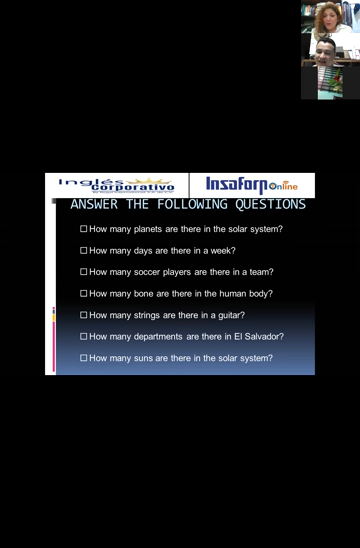 Inglés
Corporativo
Insaforp Online
ANSWER THE FOLLOWING QUESTIONS
How many planets are there in the solar system?
How many days are there in a week?
How many soccer players are there in a team?
How many bone are there in the human body?
How many strings are there in a guitar?
How many departments are there in El Salvador?
How many suns are there in the solar system?